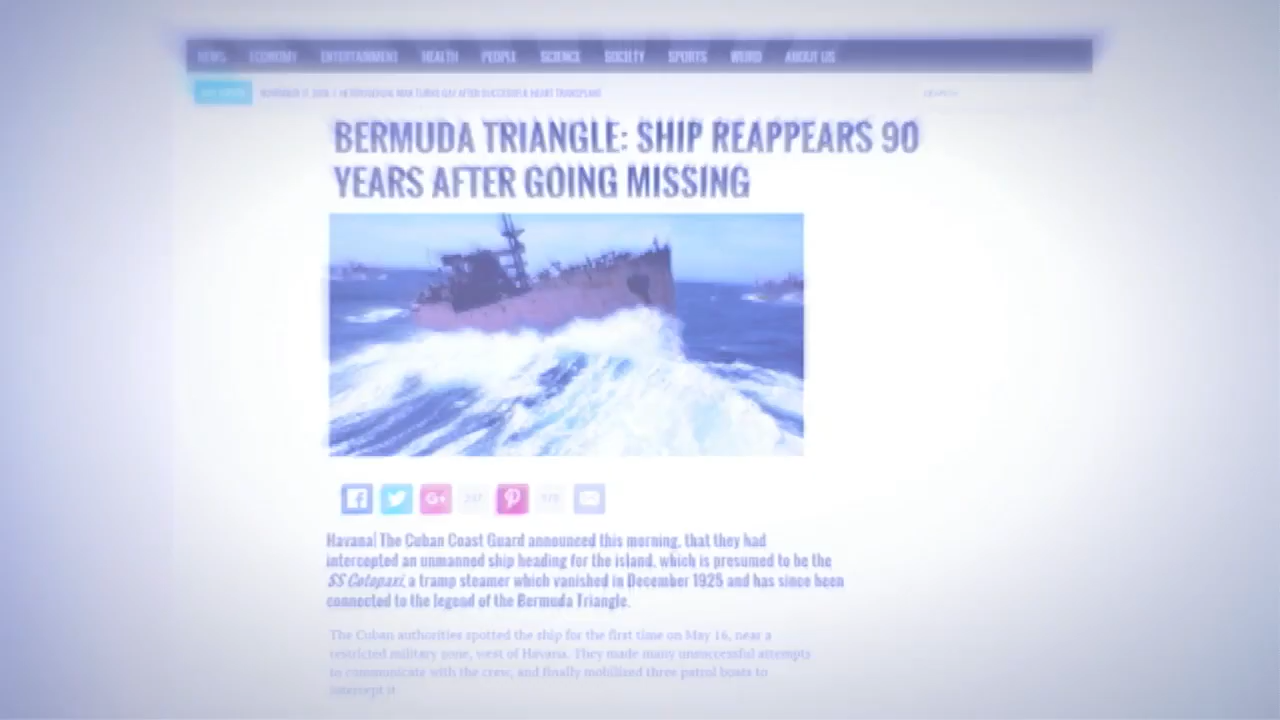 NEWS ECONOMY ENTERTAINMENT HEALTH PEOPLE SCIENCE SOCIETY SPORTS WEIRD ABOUT US
AFTER SUCCESSFUL HEART TRANSPLANT
BERMUDA TRIANGLE: SHIP REAPPEARS 90
YEARS AFTER GOING MISSING
Havana| The Cuban Coast Guard announced this morning, that they had
intercepted an unmanned ship heading for the island, which is presumed to be the
SS Cotopaxi, a tramp steamer which vanished in December 1925 and has since been
connected to the legend of the Bermuda Triangle.
The Cuban authorities spotted the ship for the first time on May 16, near a
restricted military zone, west of Havana. They made many unsuccessful attempts
to communicate with the crew, and finally mobilized three patrol boats to
intercept it.